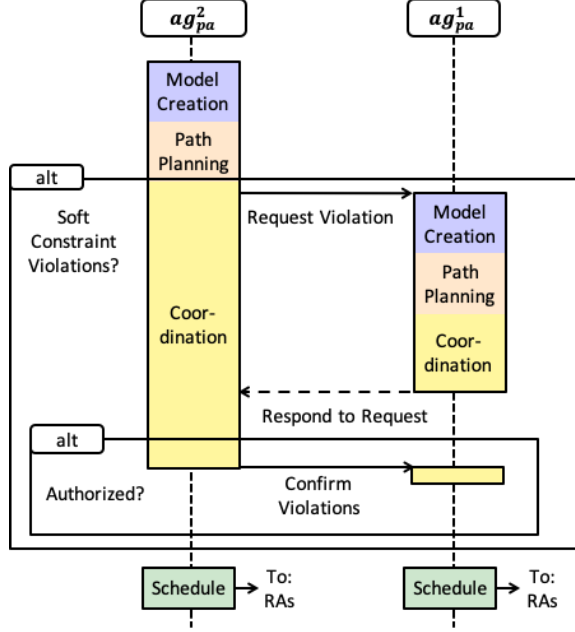 ag²ₚₐ
ag¹ₚₐ
Model
Creation
Path
Planning
alt
Soft
Constraint
Violations?
Request Violation
Model
Creation
Path
Planning
Coor-
dination
Coor-
dination
Respond to Request
alt
Authorized?
Confirm
Violations
Schedule
To:
RAs
Schedule
To:
RAs